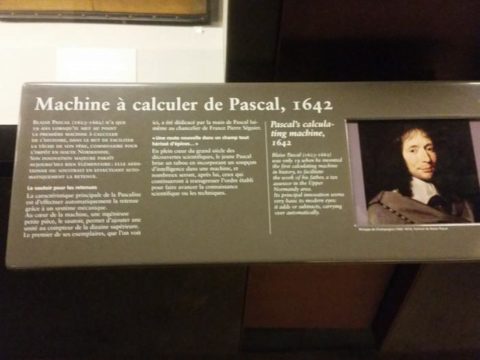 Machine à calculer de Pascal, 1642
Blaise Pascal (1623-1662) n'a que
19 ans lorsqu'il met au point
la première machine à calculer
de l'histoire, dans le but de faciliter
la tâche de son père, commissaire pour
l'impôt en Haute Normandie.
Son innovation majeure paraît
aujourd'hui bien élémentaire : elle additionne
ou soustrait en effectuant automatiquement
la retenue.
Le souloir pour les retenues
La caractéristique principale de la Pascaline
est d'effectuer automatiquement la retenue
grâce à un système mécanique.
Au cœur de la machine, une ingénieuse
petite pièce, le sautoir, permet d'ajouter une
unité au compteur de la dizaine supérieure.
Le premier de ses exemplaires, que l'on voit
ici, a été dédicacé par la main de Pascal lui-
même au chancelier de France Pierre Séguier.
« Une route nouvelle dans un champ tout
hérissé d'épines... »
En plein cœur du grand siècle des
découvertes scientifiques, le jeune Pascal
brise un tabou en incorporant un soupçon
d'intelligence dans une machine, et
nombreux seront, après lui, ceux qui
continueront à transgresser l'ordre établi
pour faire avancer la connaissance
scientifique ou les techniques.
Pascal's calcula-
ting machine,
1642
Blaise Pascal (1623-1662)
was only 19 when he invented
the first calculating machine
in history, to facilitate
the work of his father, a tax
assessor in the Upper
Normandy area.
Its principal innovation seems
very basic to modern eyes:
it adds or subtracts, carrying
over automatically.